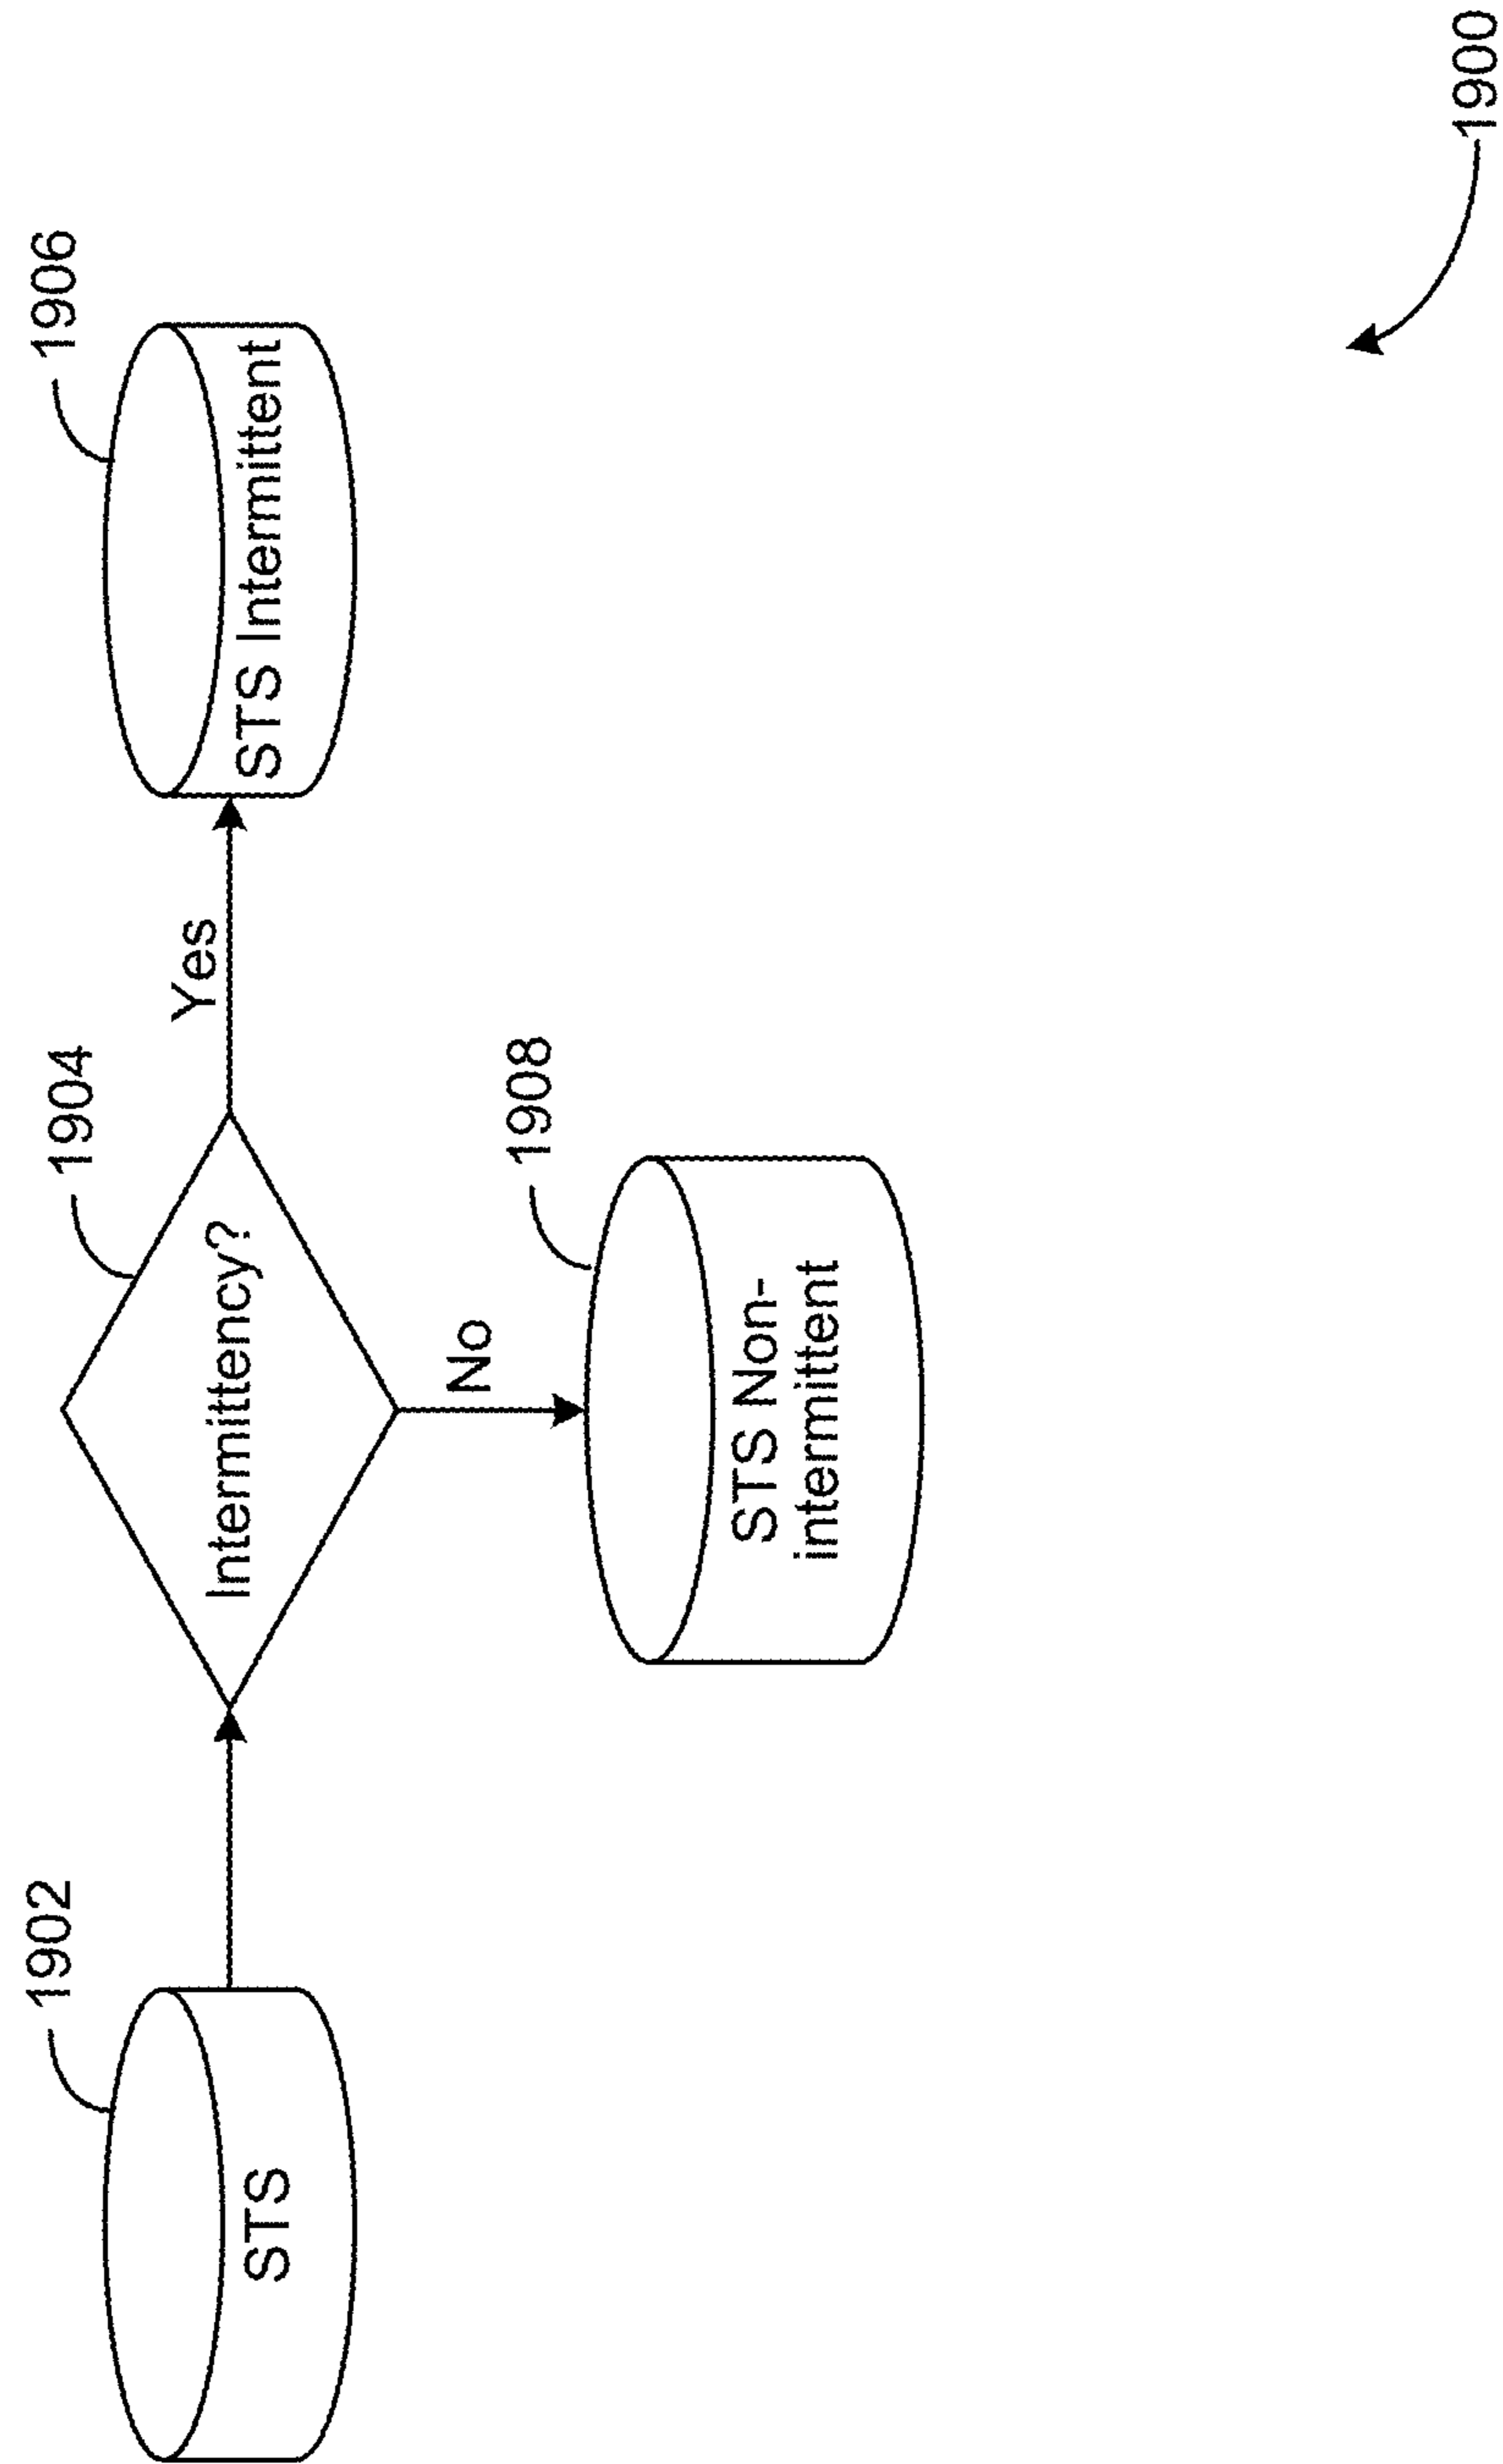 1902
STS
1904
Intermittency?
Yes
1906
STS Intermittent
No
1908
STS Non-
intermittent
1900